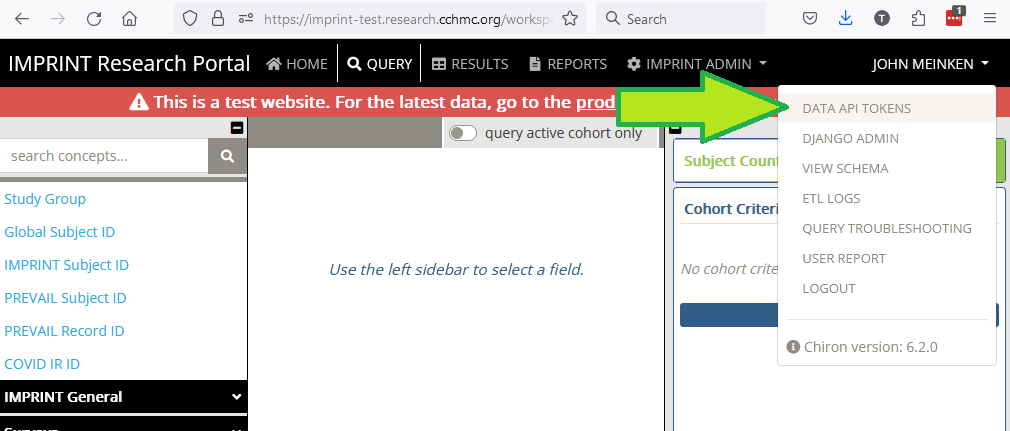 https://imprint-test.research.cchmc.org/workspa
Search
T
1
IMPRINT Research Portal
HOME
QUERY
RESULTS
REPORTS
IMPRINT ADMIN
JOHN MEINKEN
This is a test website. For the latest data, go to the prod
search concepts...
query active cohort only
Study Group
Global Subject ID
IMPRINT Subject ID
PREVAIL Subject ID
PREVAIL Record ID
COVID IR ID
IMPRINT General
Surveys
Use the left sidebar to select a field.
Subject Count
Cohort Criteri
No cohort crite
DATA API TOKENS
DJANGO ADMIN
VIEW SCHEMA
ETL LOGS
QUERY TROUBLESHOOTING
USER REPORT
LOGOUT
Chiron version: 6.2.0